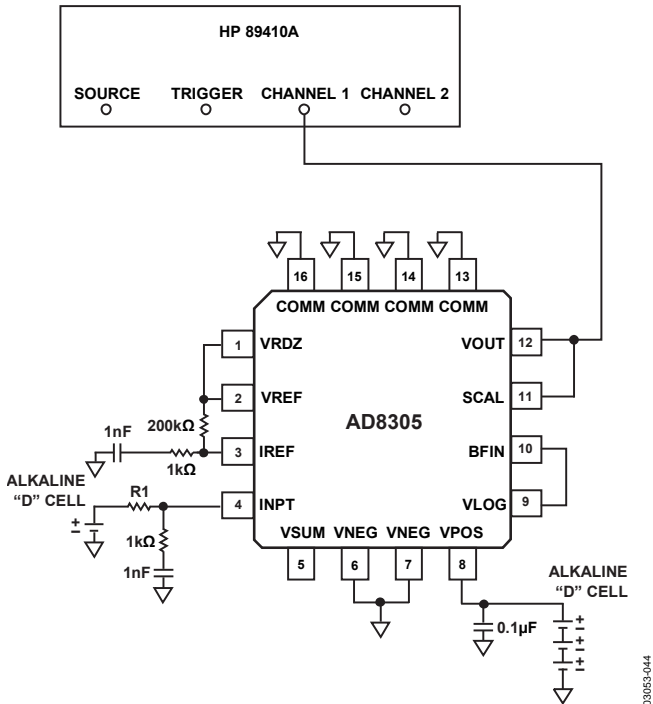 HP 89410A
SOURCE TRIGGER CHANNEL 1 CHANNEL 2
16 15 14 13
COMM COMM COMM COMM
1 VRDZ
VOUT 12
2 VREF
SCAL 11
200kΩ
AD8305
1nF
3 IREF
BFIN 10
1kΩ
ALKALINE
"D" CELL
R1
4 INPT
VLOG 9
+
–
1kΩ
VSUM VNEG VNEG VPOS
5 6 7 8
1nF
ALKALINE
"D" CELL
0.1µF
+
–
+
–
+
–
03053-044